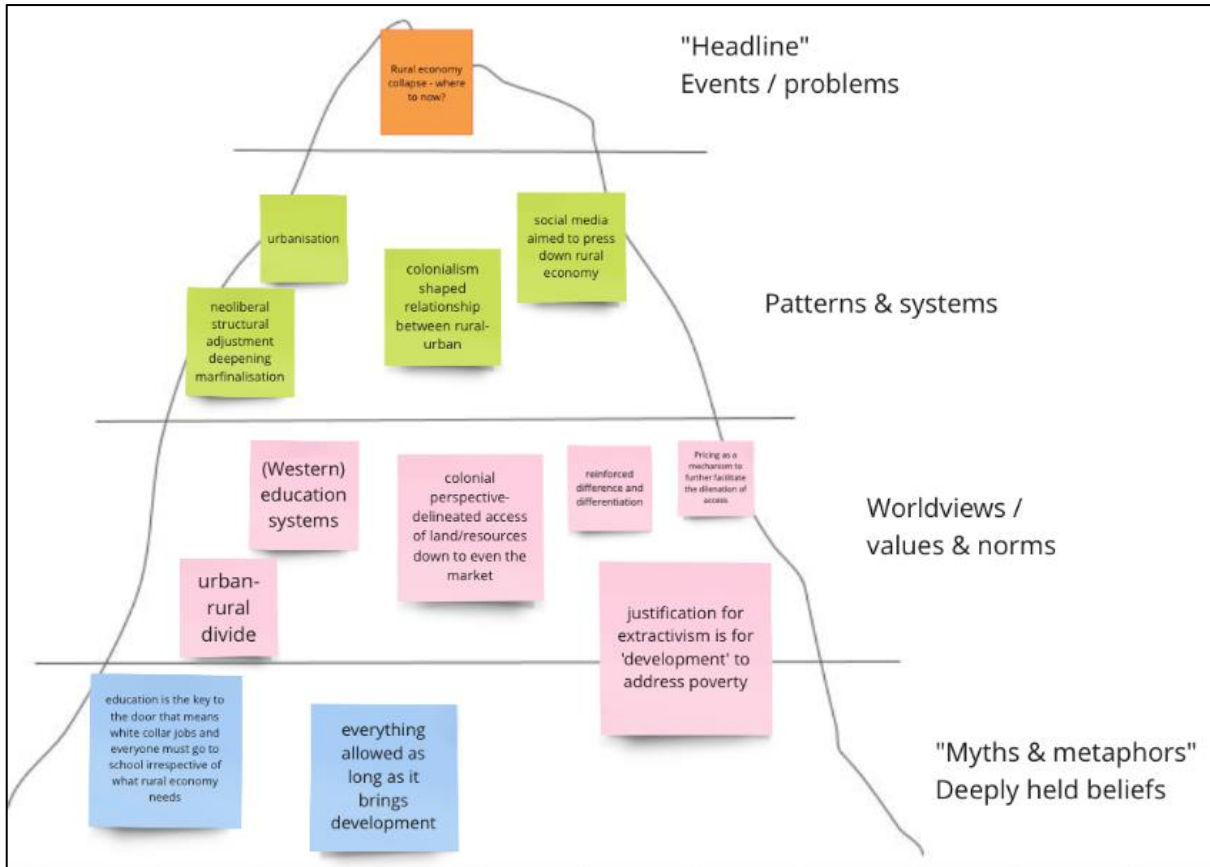 "Headline"
Events / problems
Rural economy
collapse - where
to now?
urbanisation
social media
aimed to press
down rural
economy
colonialism
shaped
relationship
between rural-
urban
neoliberal
structural
adjustment
deepening
marfinalisation
Patterns & systems
(Western)
education
systems
colonial
perspective-
delineated access
of land/resources
down to even the
market
reinforced
difference and
differentiation
Pricing as a
mechanism to
further facilitate
the dilenation of
access
Worldviews /
values & norms
urban-
rural
divide
justification for
extractivism is for
'development' to
address poverty
education is the key to
the door that means
white collar jobs and
everyone must go to
school irrespective of
what rural economy
needs
everything
allowed as
long as it
brings
development
"Myths & metaphors"
Deeply held beliefs